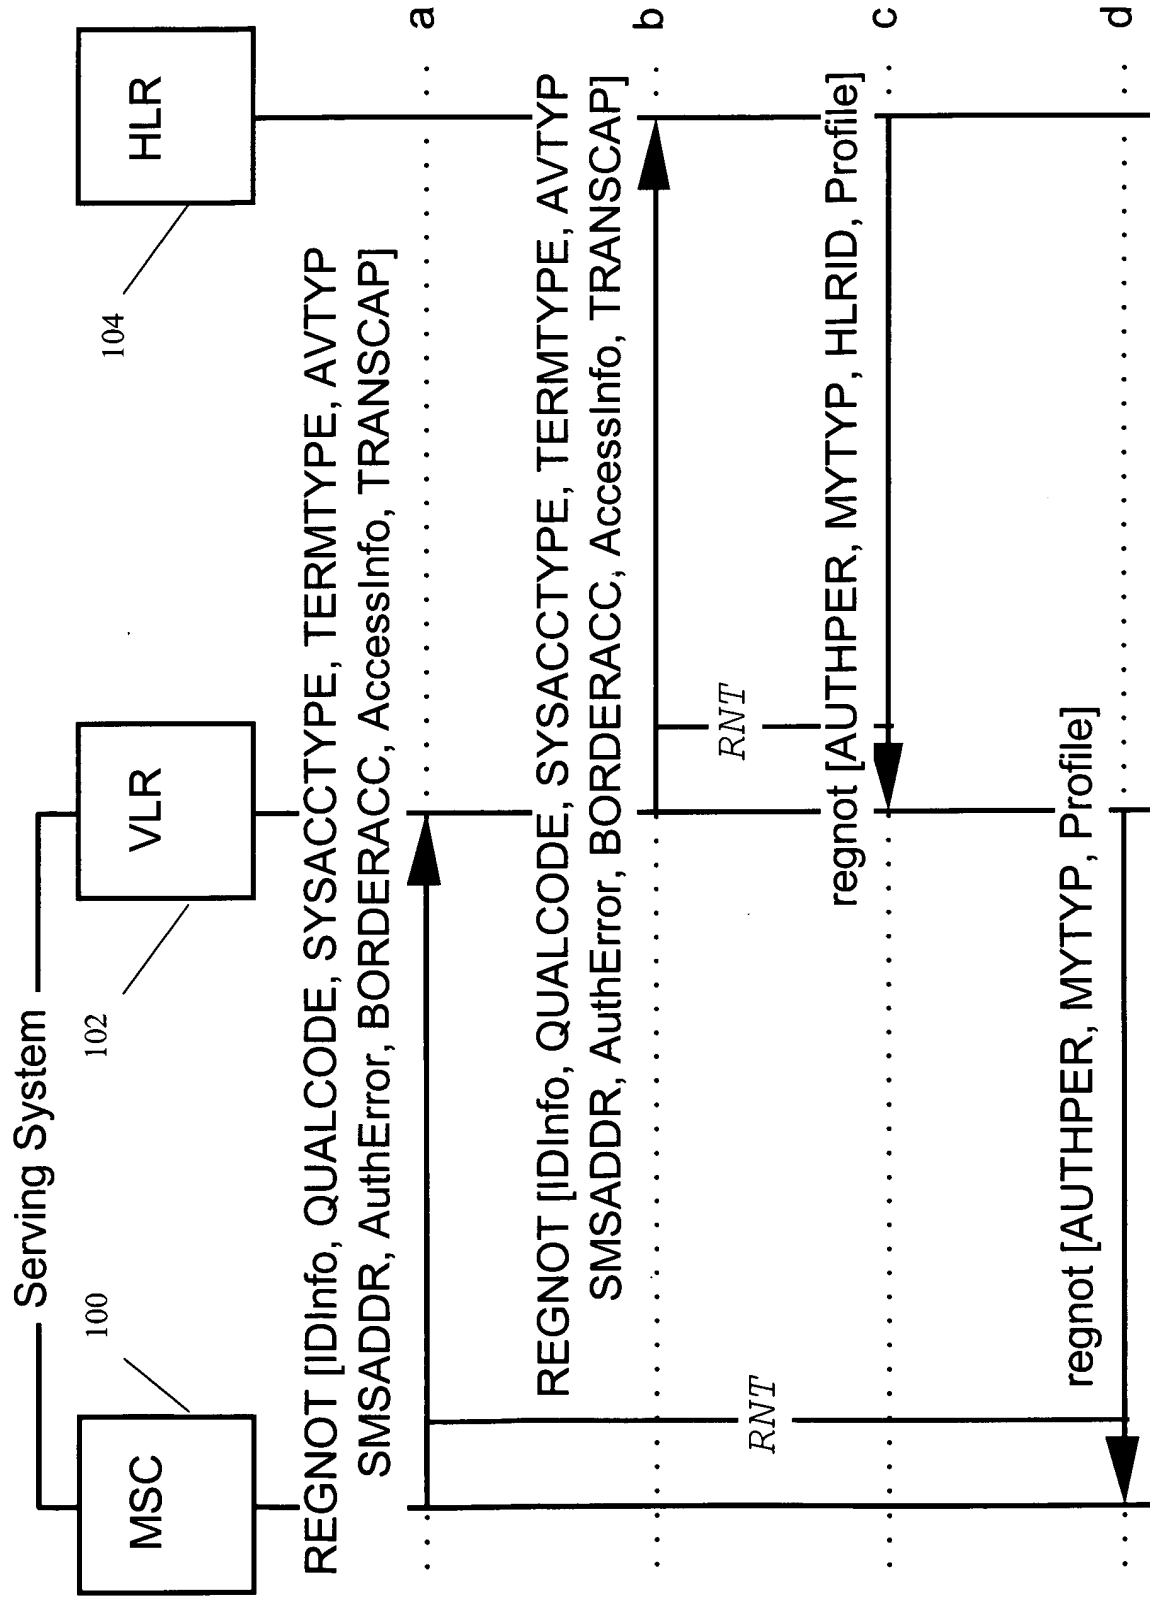 Serving System
MSC
VLR
HLR
100
102
104
REGNOT [IDInfo, QUALCODE, SYSACCTYPE, TERMTYPE, AVTYP
SMSADDR, AuthError, BORDERACC, AccessInfo, TRANSCAP]
a
REGNOT [IDInfo, QUALCODE, SYSACCTYPE, TERMTYPE, AVTYP
SMSADDR, AuthError, BORDERACC, AccessInfo, TRANSCAP]
b
RNT
regnot [AUTHPER, MYTYP, HLRID, Profile]
c
RNT
regnot [AUTHPER, MYTYP, Profile]
d